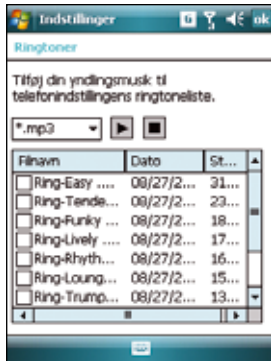 Indstillinger
ok
Ringtoner
Tilføj din yndlingsmusik til
telefonindstillingens ringtoneliste.
*.mp3
Filnavn Dato St...
Ring-Easy .... 08/27/2... 31...
Ring-Tende... 08/27/2... 23...
Ring-Funky ... 08/27/2... 18...
Ring-Lively .... 08/27/2... 17...
Ring-Rhyth... 08/27/2... 16...
Ring-Loung... 08/27/2... 15...
Ring-Trump... 08/27/2... 13...